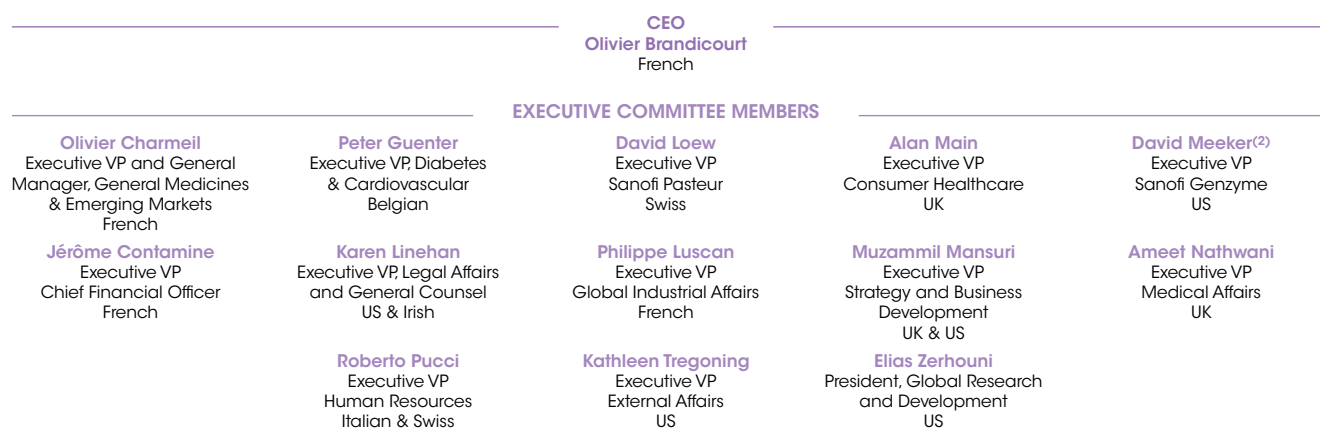 CEO
Olivier Brandicourt
French
EXECUTIVE COMMITTEE MEMBERS
Olivier Charmeil
Executive VP and General
Manager, General Medicines
& Emerging Markets
French
Peter Guenter
Executive VP, Diabetes
& Cardiovascular
Belgian
David Loew
Executive VP
Sanofi Pasteur
Swiss
Alan Main
Executive VP
Consumer Healthcare
UK
David Meeker(2)
Executive VP
Sanofi Genzyme
US
Jérôme Contamine
Executive VP
Chief Financial Officer
French
Karen Linehan
Executive VP, Legal Affairs
and General Counsel
US & Irish
Philippe Luscan
Executive VP
Global Industrial Affairs
French
Muzammil Mansuri
Executive VP
Strategy and Business
Development
UK & US
Ameet Nathwani
Executive VP
Medical Affairs
UK
Roberto Pucci
Executive VP
Human Resources
Italian & Swiss
Kathleen Tregoning
Executive VP
External Affairs
US
Elias Zerhouni
President, Global Research
and Development
US